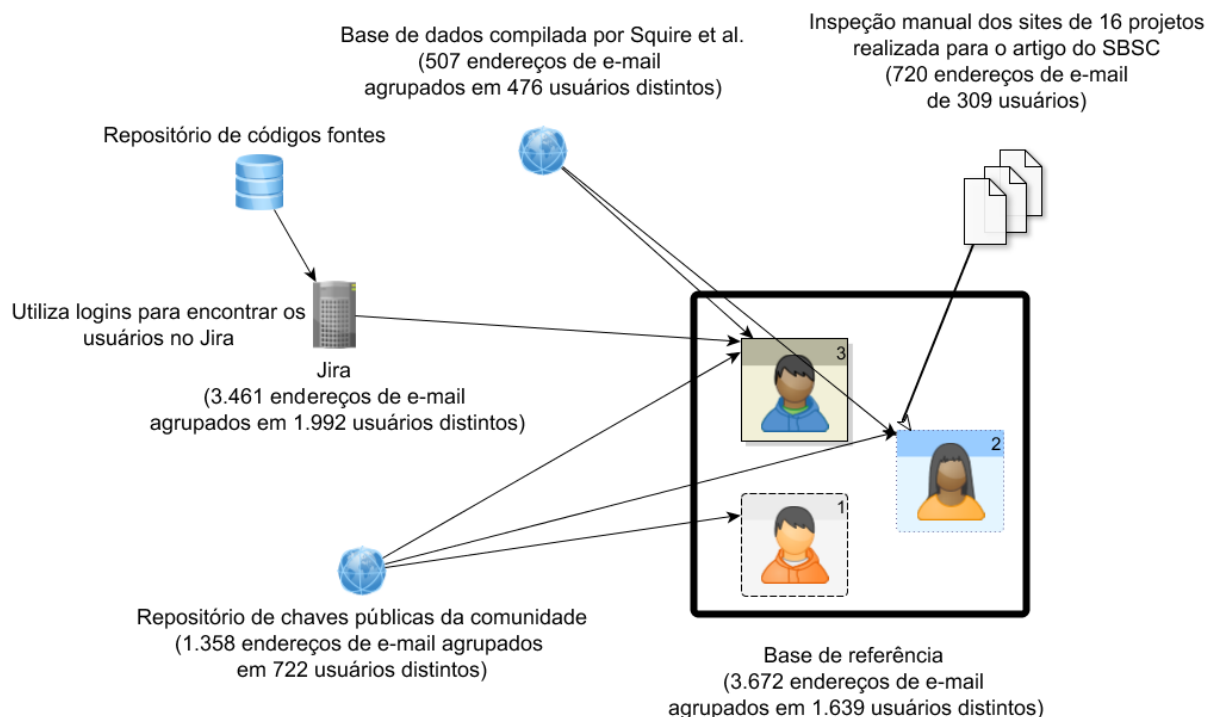 Base de dados compilada por Squire et al.
(507 endereços de e-mail
agrupados em 476 usuários distintos)
Inspeção manual dos sites de 16 projetos
realizada para o artigo do SBSC
(720 endereços de e-mail
de 309 usuários)
Repositório de códigos fontes
Utiliza logins para encontrar os
usuários no Jira
Jira
(3.461 endereços de e-mail
agrupados em 1.992 usuários distintos)
3
2
1
Repositório de chaves públicas da comunidade
(1.358 endereços de e-mail agrupados
em 722 usuários distintos)
Base de referência
(3.672 endereços de e-mail
agrupados em 1.639 usuários distintos)